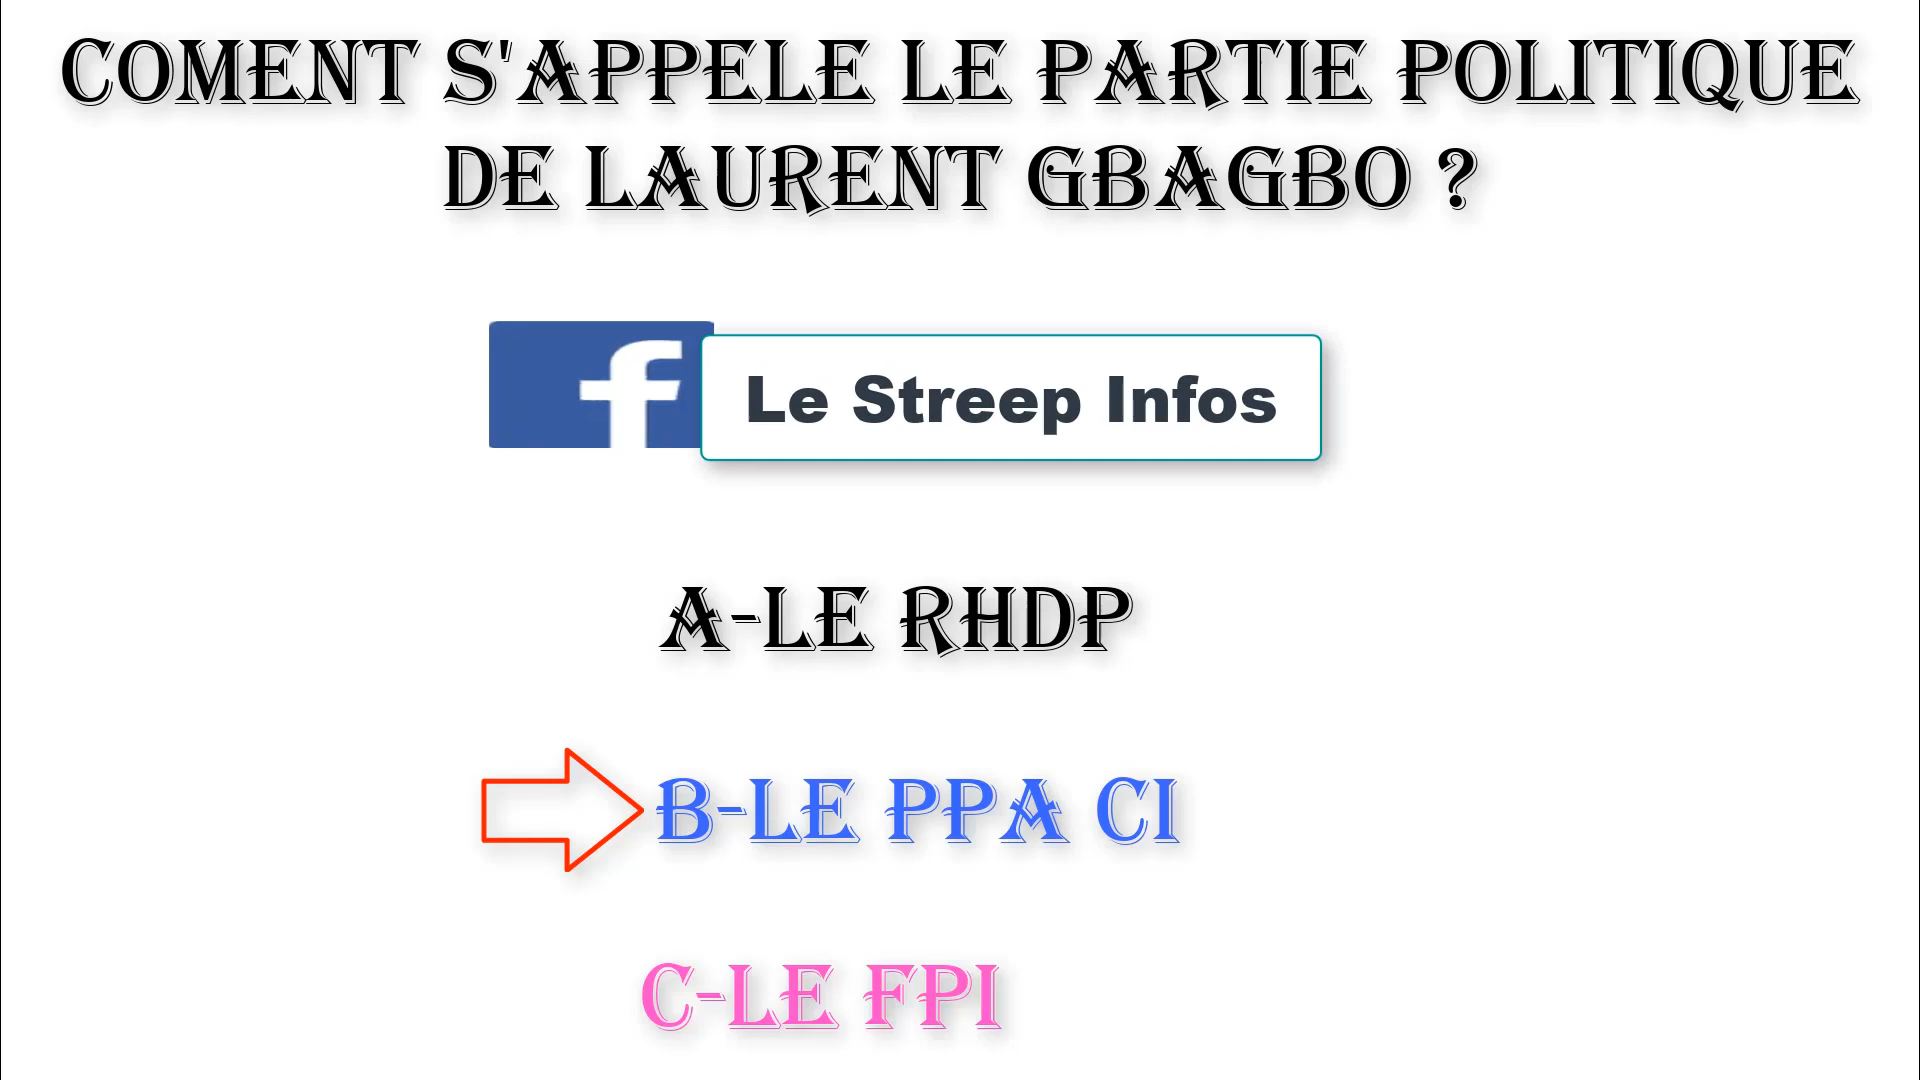 COMENT S'APPELE LE PARTIE POLITIQUE
DE LAURENT GBAGBO ?
f
Le Streep Infos
A-LE RHDP
B-LE PPA CI
C-LE FPI